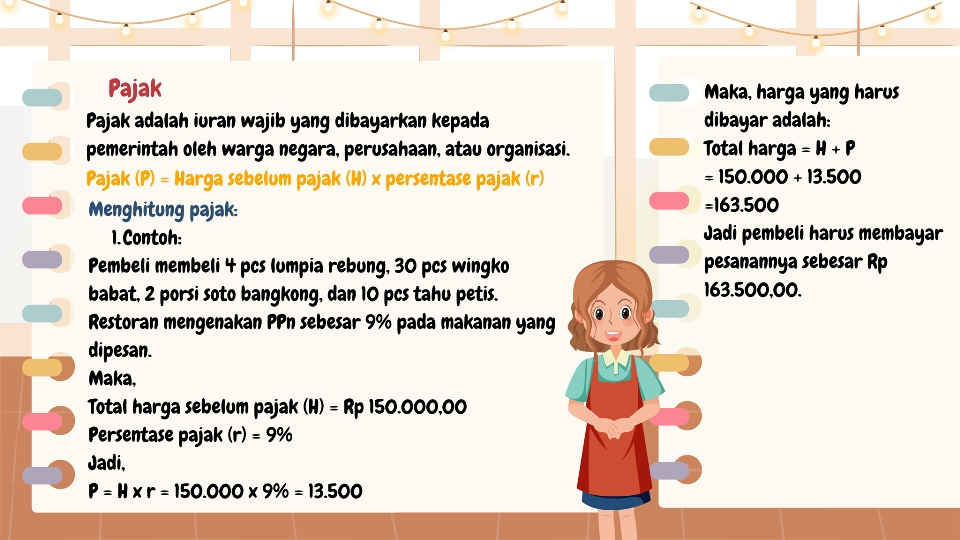 Pajak
Pajak adalah iuran wajib yang dibayarkan kepada
pemerintah oleh warga negara, perusahaan, atau organisasi.
Pajak (P) = Harga sebelum pajak (H) x persentase pajak (r)
Menghitung pajak:
1. Contoh:
Pembeli membeli 4 pcs lumpia rebung, 30 pcs wingko
babat, 2 porsi soto bangkong, dan 10 pcs tahu petis.
Restoran mengenakan PPn sebesar 9% pada makanan yang
dipesan.
Maka,
Total harga sebelum pajak (H) = Rp 150.000,00
Persentase pajak (r) = 9%
Jadi,
P = H x r = 150.000 x 9% = 13.500
Maka, harga yang harus
dibayar adalah:
Total harga = H + P
= 150.000 + 13.500
=163.500
Jadi pembeli harus membayar
pesanannya sebesar Rp
163.500,00.